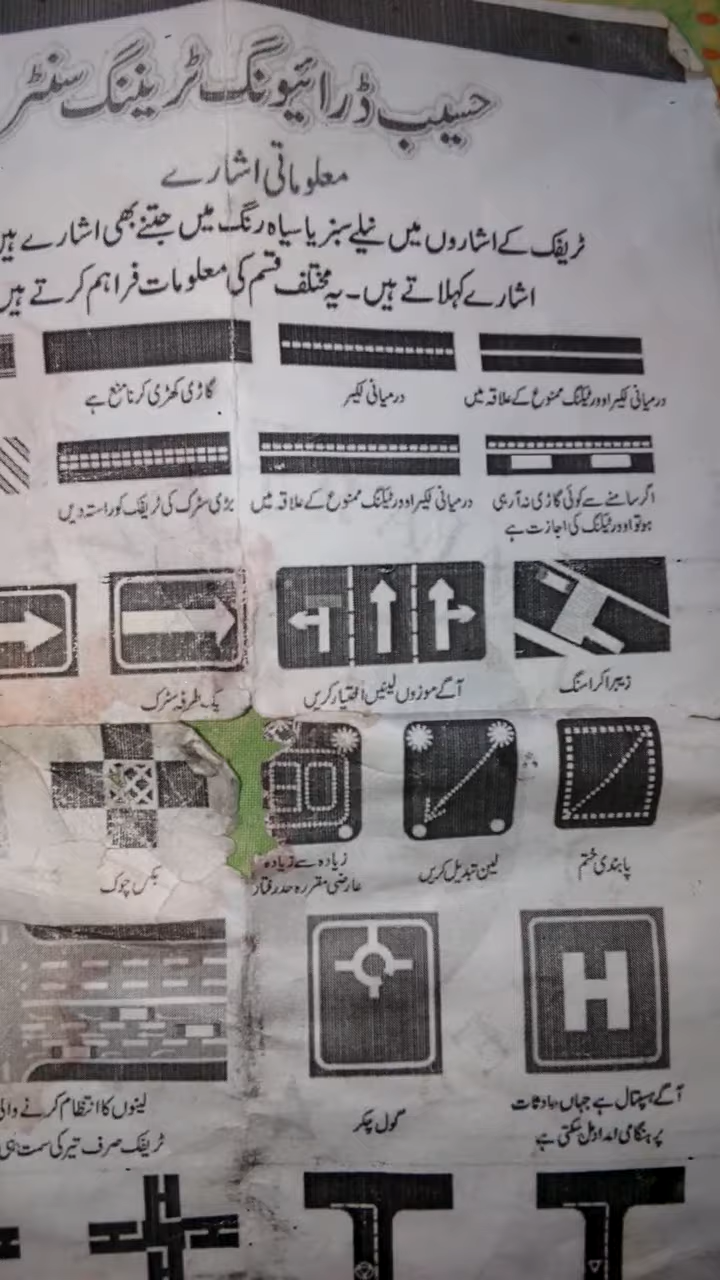 حسیب ڈرائیونگ ٹریننگ سنٹر
معلوماتی اشارے
ٹریفک کے اشاروں میں نیلے سبز یا سیاہ رنگ میں جتنے بھی اشارے ہیں
اشارے کہلاتے ہیں۔ یہ مختلف قسم کی معلومات فراہم کرتے ہیں
درمیانی لکیر اوورٹیکنگ ممنوع کے علاقہ میں
درمیانی لکیر
گاڑی کھڑی کرنا منع ہے
اگر سامنے سے کوئی گاڑی نہ آ رہی
ہو تو اوورٹیکنگ کی اجازت ہے
درمیانی لکیر اوورٹیکنگ ممنوع کے علاقہ میں
بڑی سڑک کی ٹریفک کو راستہ دیں
زیبرا کراسنگ
آگے موزوں لینیں اختیار کریں
یک طرفہ سڑک
پابندی ختم
لین تبدیل کریں
90
زیادہ سے زیادہ
عارضی مقررہ حد رفتار
بکس چوک
H
آگے ہسپتال ہے جہاں حادثات
پر ہنگامی امداد مل سکتی ہے
گول چکر
لینوں کا انتظام کرنے والی
ٹریفک صرف تیر کی سمت ہی